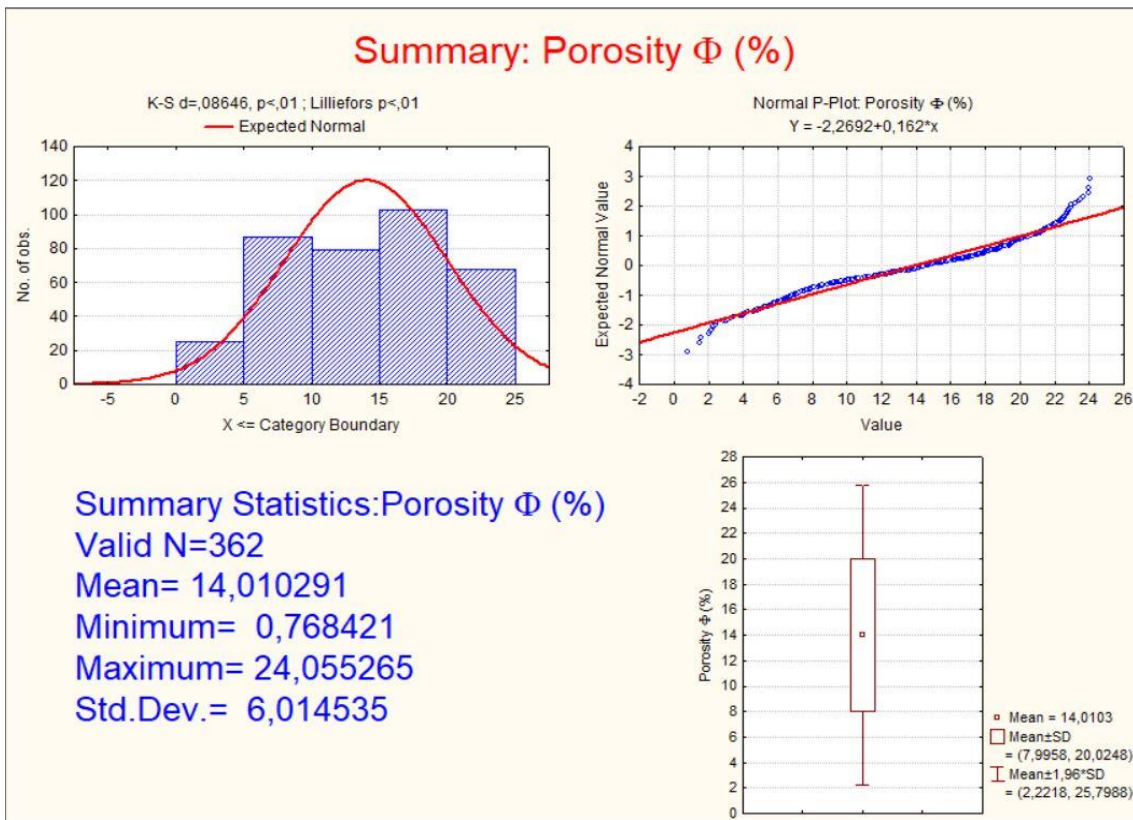 Summary: Porosity Φ (%)
K-S d=,08646, p<,01 ; Lilliefors p<,01
Expected Normal
140
120
100
80
60
40
20
0
No. of obs.
-5 0 5 10 15 20 25
X <= Category Boundary
Normal P-Plot: Porosity Φ (%)
Y = -2,2692+0,162*x
4
3
2
1
0
-1
-2
-3
-4
Expected Normal Value
-2 0 2 4 6 8 10 12 14 16 18 20 22 24 26
Value
Summary Statistics:Porosity Φ (%)
Valid N=362
Mean= 14,010291
Minimum= 0,768421
Maximum= 24,055265
Std.Dev.= 6,014535
28
26
24
22
20
18
16
14
12
10
8
6
4
2
0
Porosity Φ (%)
Mean = 14,0103
Mean±SD
= (7,9958, 20,0248)
Mean±1,96*SD
= (2,2218, 25,7988)